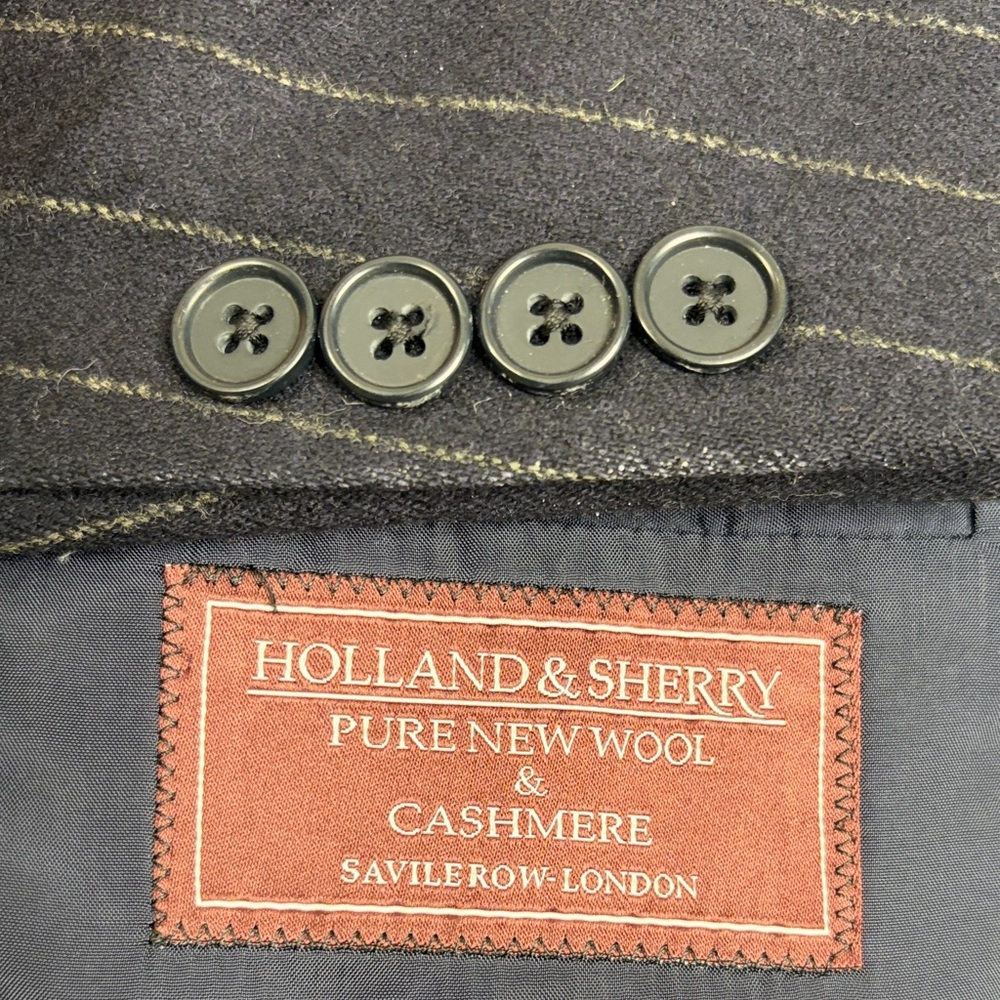 HOLLAND & SHERRY
PURE NEW WOOL
&
CASHMERE
SAVILE ROW-LONDON